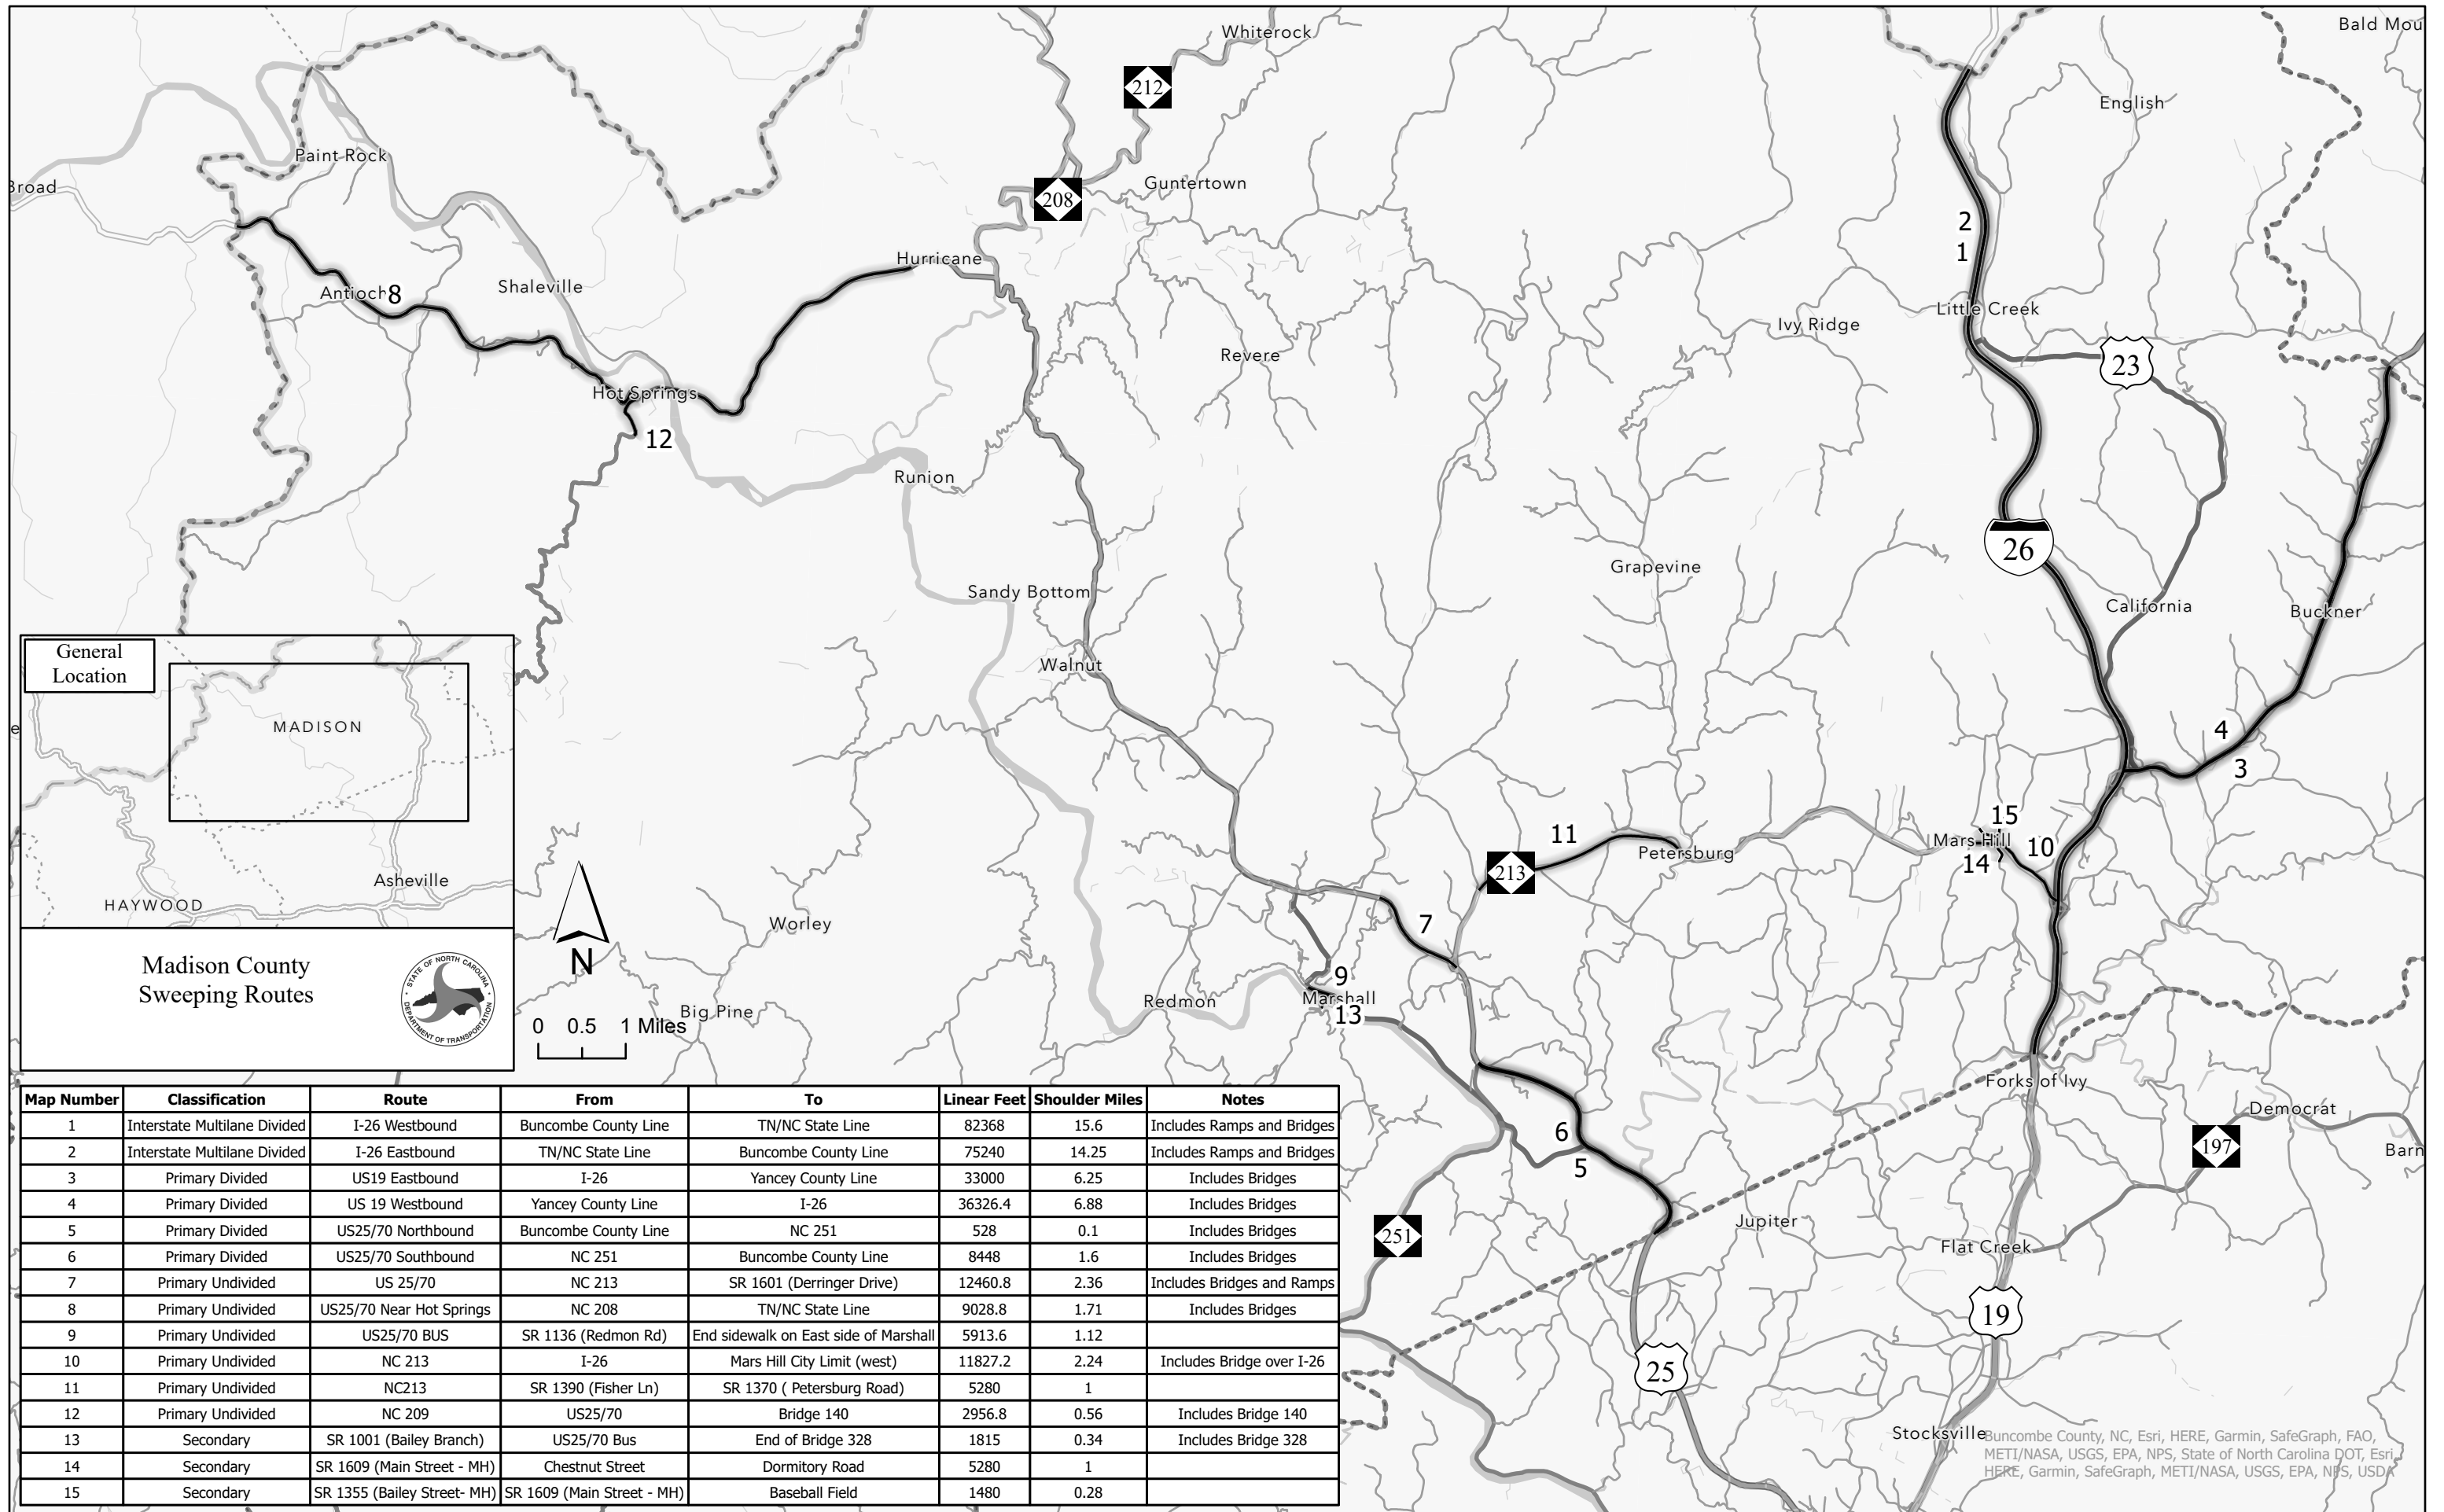 Whiterock
Bald Mou
212
English
Paint Rock
Broad
Guntertown
208
2
1
Hurricane
Antioch
8
Shaleville
Little Creek
Ivy Ridge
Revere
23
Hot Springs
12
Runion
26
Grapevine
Sandy Bottom
California
Buckner
Walnut
4
3
15
11
Mars Hill
10
14
Petersburg
213
7
Worley
9
Marshall
13
Redmon
Big Pine
Forks of Ivy
Democrat
197
Barn
6
5
Jupiter
251
Flat Creek
19
25
Stocksville
e
General
Location
MADISON
Asheville
HAYWOOD
Madison County
Sweeping Routes
STATE OF NORTH CAROLINA
DEPARTMENT OF TRANSPORTATION
N
0 0.5 1 Miles
Map Number Classification Route From To Linear Feet Shoulder Miles Notes
1 Interstate Multilane Divided I-26 Westbound Buncombe County Line TN/NC State Line 82368 15.6 Includes Ramps and Bridges
2 Interstate Multilane Divided I-26 Eastbound TN/NC State Line Buncombe County Line 75240 14.25 Includes Ramps and Bridges
3 Primary Divided US19 Eastbound I-26 Yancey County Line 33000 6.25 Includes Bridges
4 Primary Divided US 19 Westbound Yancey County Line I-26 36326.4 6.88 Includes Bridges
5 Primary Divided US25/70 Northbound Buncombe County Line NC 251 528 0.1 Includes Bridges
6 Primary Divided US25/70 Southbound NC 251 Buncombe County Line 8448 1.6 Includes Bridges
7 Primary Undivided US 25/70 NC 213 SR 1601 (Derringer Drive) 12460.8 2.36 Includes Bridges and Ramps
8 Primary Undivided US25/70 Near Hot Springs NC 208 TN/NC State Line 9028.8 1.71 Includes Bridges
9 Primary Undivided US25/70 BUS SR 1136 (Redmon Rd) End sidewalk on East side of Marshall 5913.6 1.12
10 Primary Undivided NC 213 I-26 Mars Hill City Limit (west) 11827.2 2.24 Includes Bridge over I-26
11 Primary Undivided NC213 SR 1390 (Fisher Ln) SR 1370 ( Petersburg Road) 5280 1
12 Primary Undivided NC 209 US25/70 Bridge 140 2956.8 0.56 Includes Bridge 140
13 Secondary SR 1001 (Bailey Branch) US25/70 Bus End of Bridge 328 1815 0.34 Includes Bridge 328
14 Secondary SR 1609 (Main Street - MH) Chestnut Street Dormitory Road 5280 1
15 Secondary SR 1355 (Bailey Street- MH) SR 1609 (Main Street - MH) Baseball Field 1480 0.28
Buncombe County, NC, Esri, HERE, Garmin, SafeGraph, FAO,
METI/NASA, USGS, EPA, NPS, State of North Carolina DOT, Esri,
HERE, Garmin, SafeGraph, METI/NASA, USGS, EPA, NPS, USDA